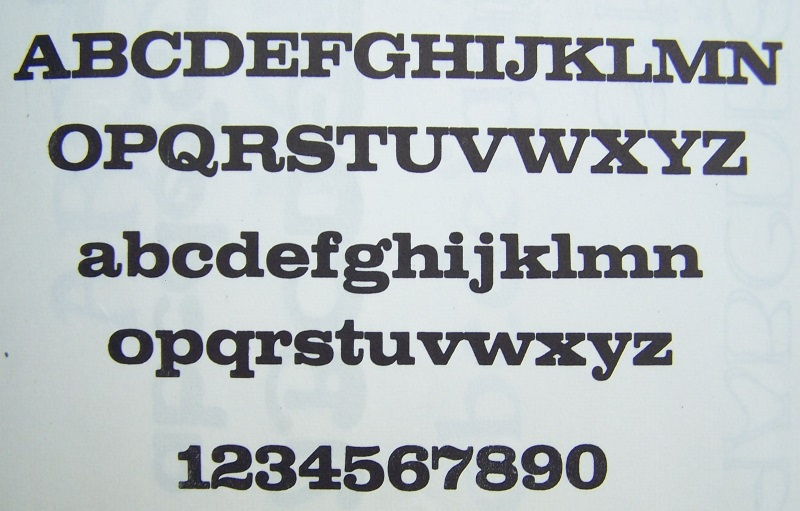 ABCDEFGHIJKLMN
OPQRSTUVWXYZ
abcdefghijklmn
opqrstuvwxyz
1234567890